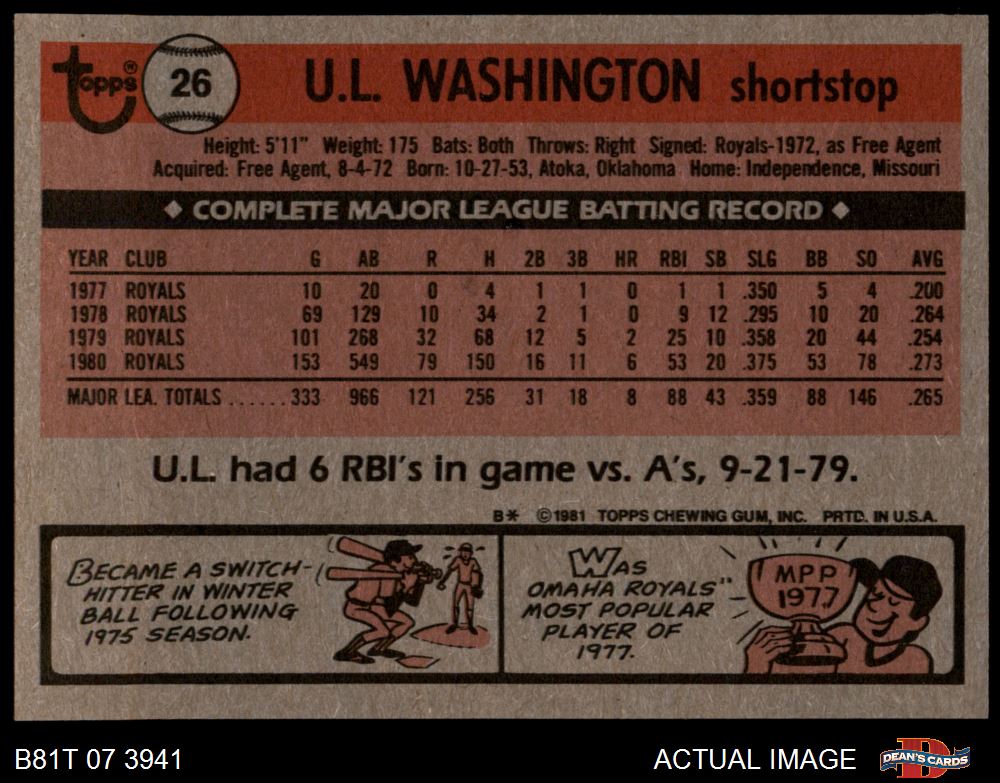 topps® 26 U.L. WASHINGTON shortstop
Height: 5'11" Weight: 175 Bats: Both Throws: Right Signed: Royals-1972, as Free Agent
Acquired: Free Agent, 8-4-72 Born: 10-27-53, Atoka, Oklahoma Home: Independence, Missouri
◆ COMPLETE MAJOR LEAGUE BATTING RECORD ◆
YEAR CLUB G AB R H 2B 3B HR RBI SB SLG BB SO AVG
1977 ROYALS 10 20 0 4 1 1 0 1 1 .350 5 4 .200
1978 ROYALS 69 129 10 34 2 1 0 9 12 .295 10 20 .264
1979 ROYALS 101 268 32 68 12 5 2 25 10 .358 20 44 .254
1980 ROYALS 153 549 79 150 16 11 6 53 20 .375 53 78 .273
MAJOR LEA. TOTALS ......333 966 121 256 31 18 8 88 43 .359 88 146 .265
U.L. had 6 RBI's in game vs. A's, 9-21-79.
B* ©1981 TOPPS CHEWING GUM, INC. PRTD. IN U.S.A.
BECAME A SWITCH-
HITTER IN WINTER
BALL FOLLOWING
1975 SEASON.
WAS
OMAHA ROYALS"
MOST POPULAR
PLAYER OF
1977.
MPP
1977
B81T 07 3941 ACTUAL IMAGE DEAN'S CARDS